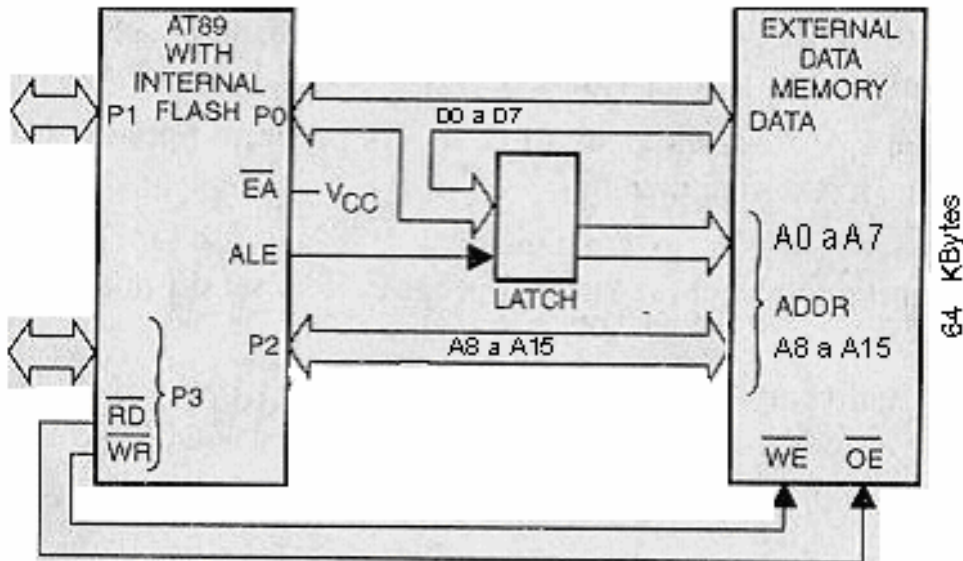 AT89
WITH
INTERNAL
FLASH
P1
P0
EA
VCC
ALE
P2
P3
RD
WR
D0 a D7
LATCH
A8 a A15
EXTERNAL
DATA
MEMORY
DATA
A0 a A7
ADDR
A8 a A15
WE
OE
64 KBytes